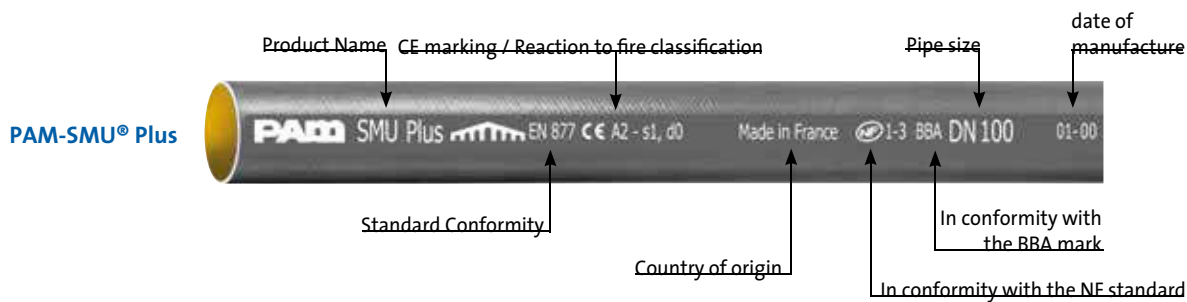 date of
manufacture
Product Name CE marking / Reaction to fire classification Pipe size
PAM-SMU® Plus
PAM SMU Plus EN 877 CE A2 - s1, d0 Made in France NF 1-3 BBA DN 100 01-00
Standard Conformity
In conformity with
the BBA mark
Country of origin
In conformity with the NF standard